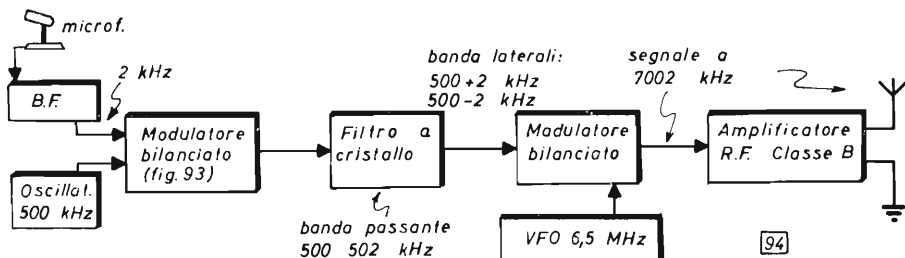 microf.
2 kHz
B.F.
Oscillat.
500 kHz
Modulatore
bilanciato
(fig. 93)
Filtro a
cristallo
banda passante
500 502 kHz
banda laterali:
500+2 kHz
500-2 kHz
Modulatore
bilanciato
VFO 6,5 MHz
segnale a
7002 kHz
Amplificatore
R.F. Classe B
94